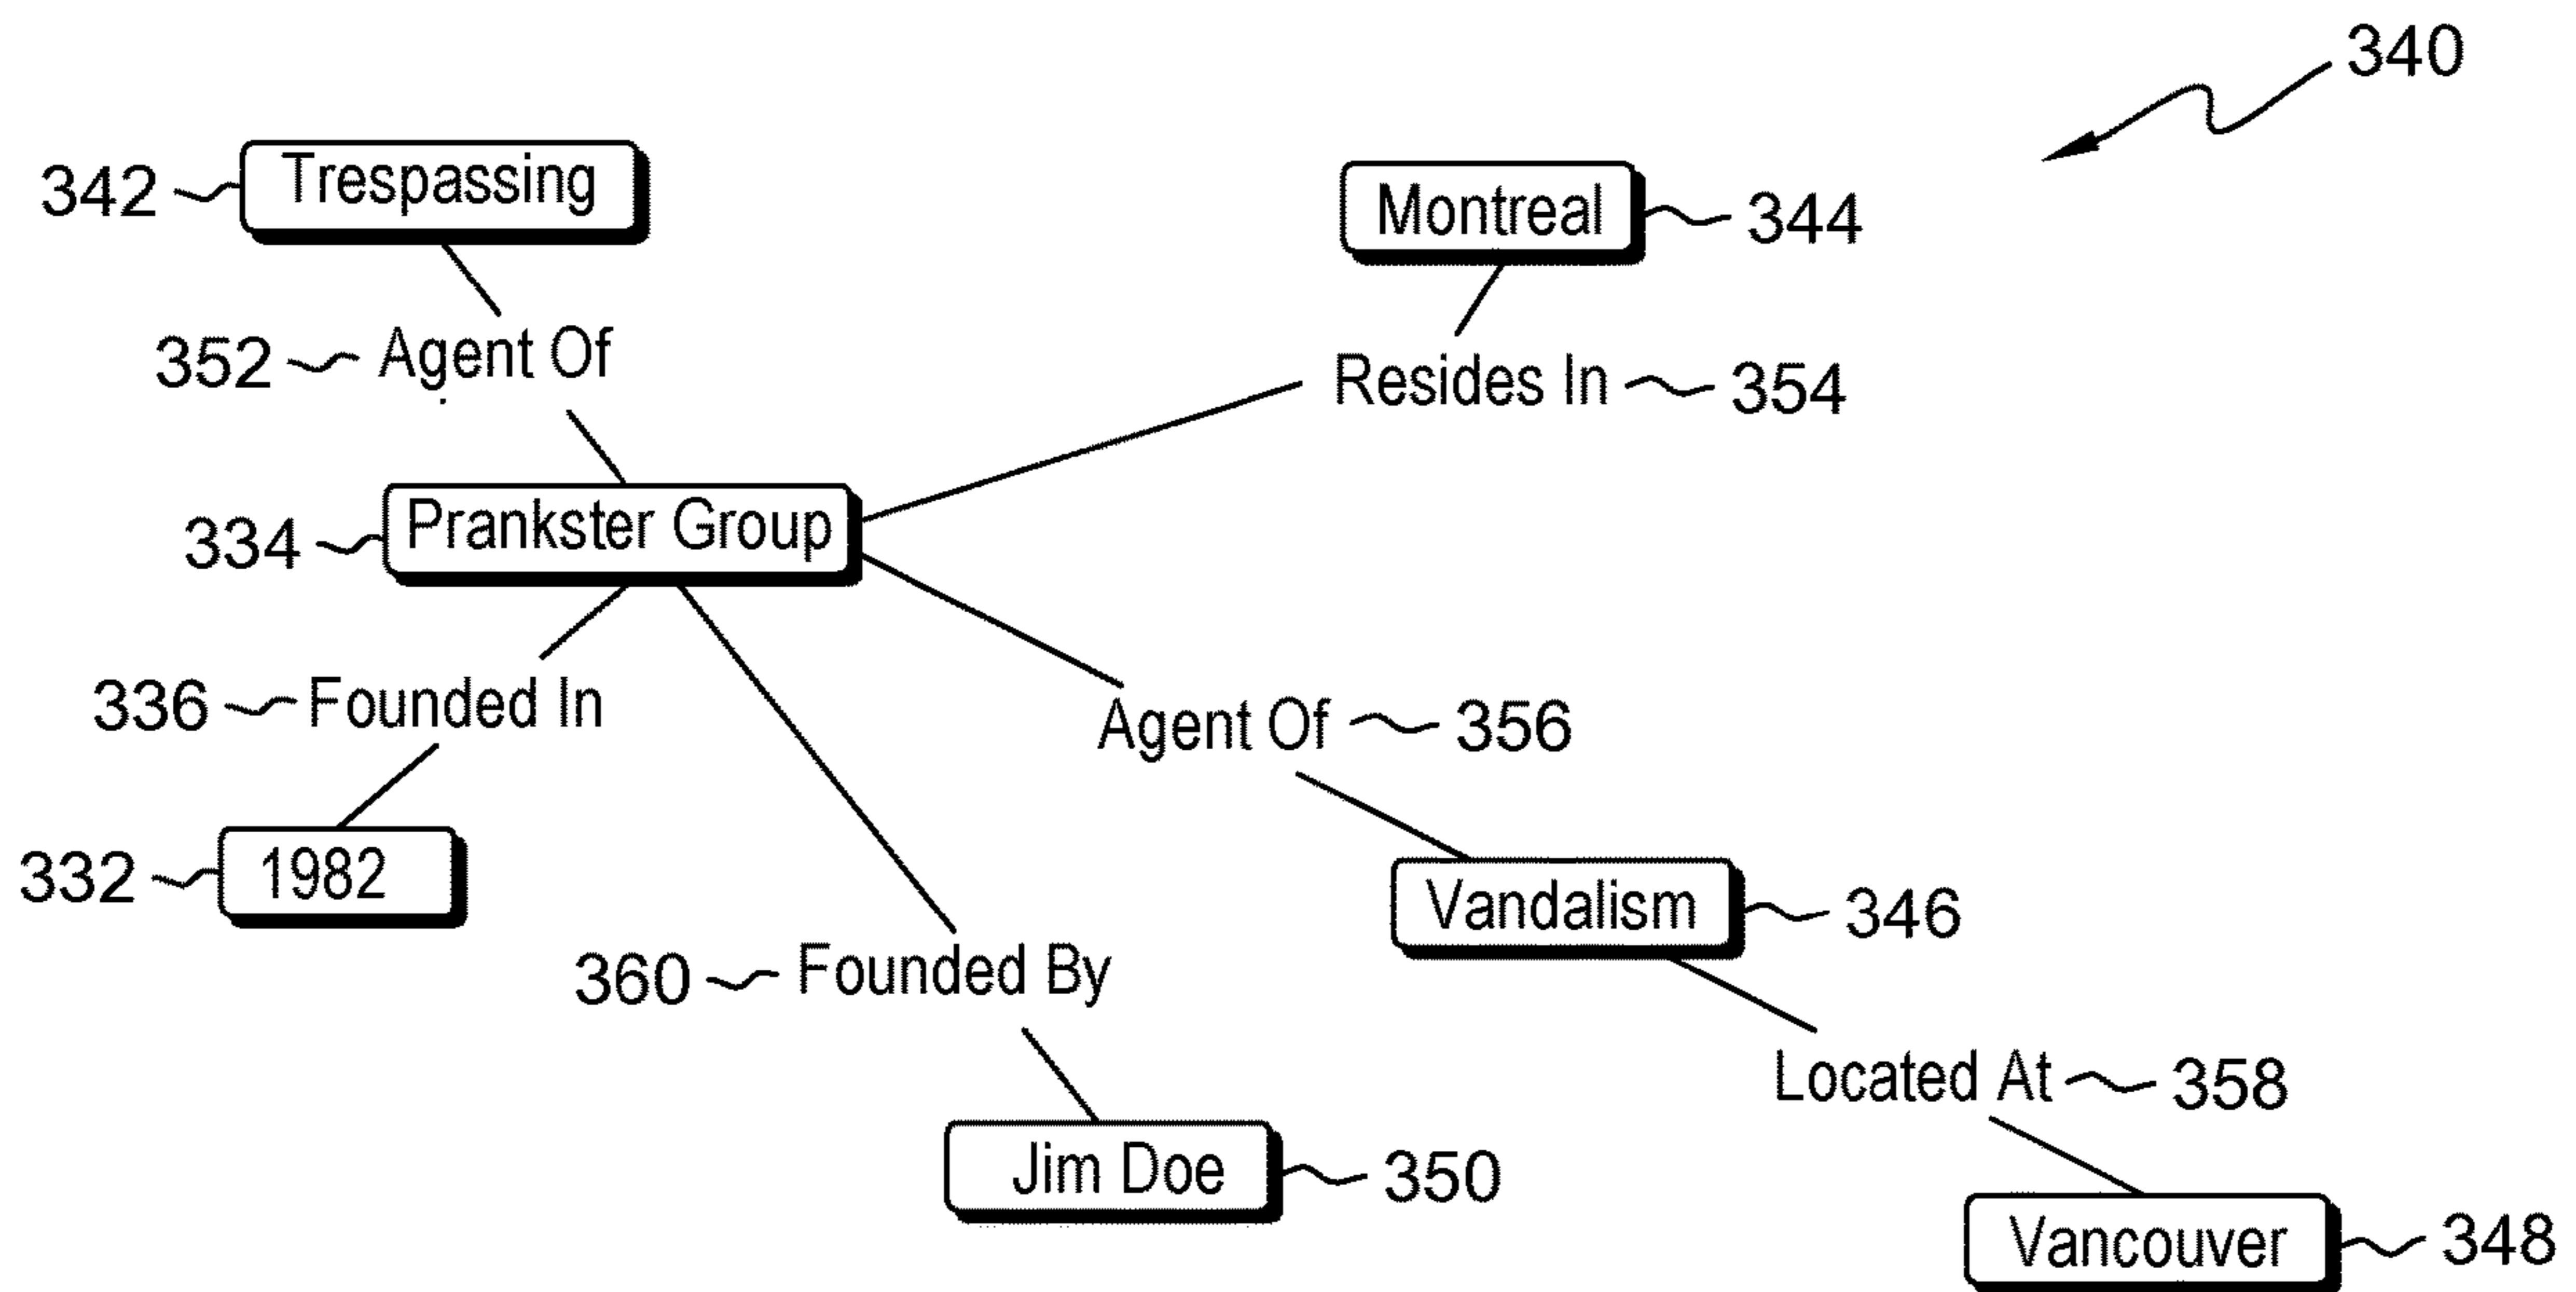 340
342 Trespassing
Montreal 344
352 Agent Of
Resides In 354
334 Prankster Group
336 Founded In
Agent Of 356
332 1982
Vandalism 346
360 Founded By
Located At 358
Jim Doe 350
Vancouver 348